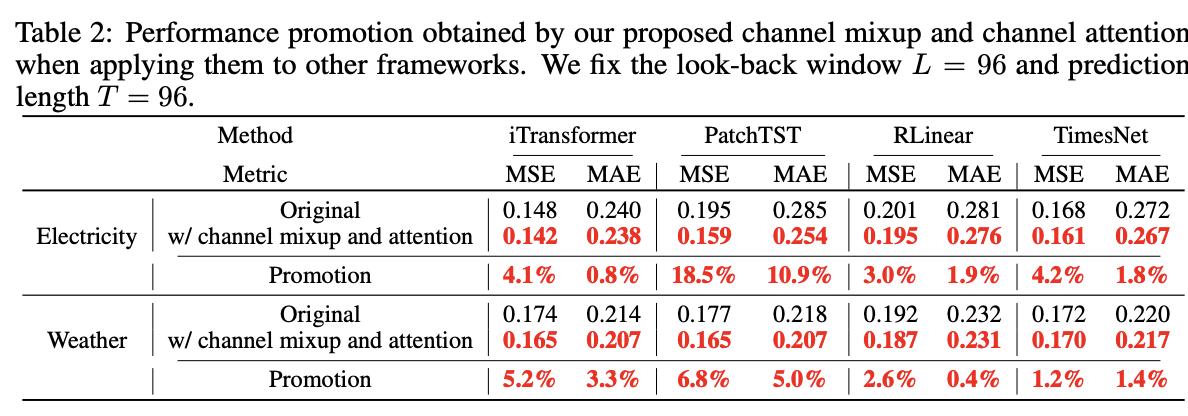 Table 2: Performance promotion obtained by our proposed channel mixup and channel attention
when applying them to other frameworks. We fix the look-back window L = 96 and prediction
length T = 96.
Method iTransformer PatchTST RLinear TimesNet
Metric MSE MAE MSE MAE MSE MAE MSE MAE
Original 0.148 0.240 0.195 0.285 0.201 0.281 0.168 0.272
Electricity w/ channel mixup and attention 0.142 0.238 0.159 0.254 0.195 0.276 0.161 0.267
Promotion 4.1% 0.8% 18.5% 10.9% 3.0% 1.9% 4.2% 1.8%
Original 0.174 0.214 0.177 0.218 0.192 0.232 0.172 0.220
Weather w/ channel mixup and attention 0.165 0.207 0.165 0.207 0.187 0.231 0.170 0.217
Promotion 5.2% 3.3% 6.8% 5.0% 2.6% 0.4% 1.2% 1.4%